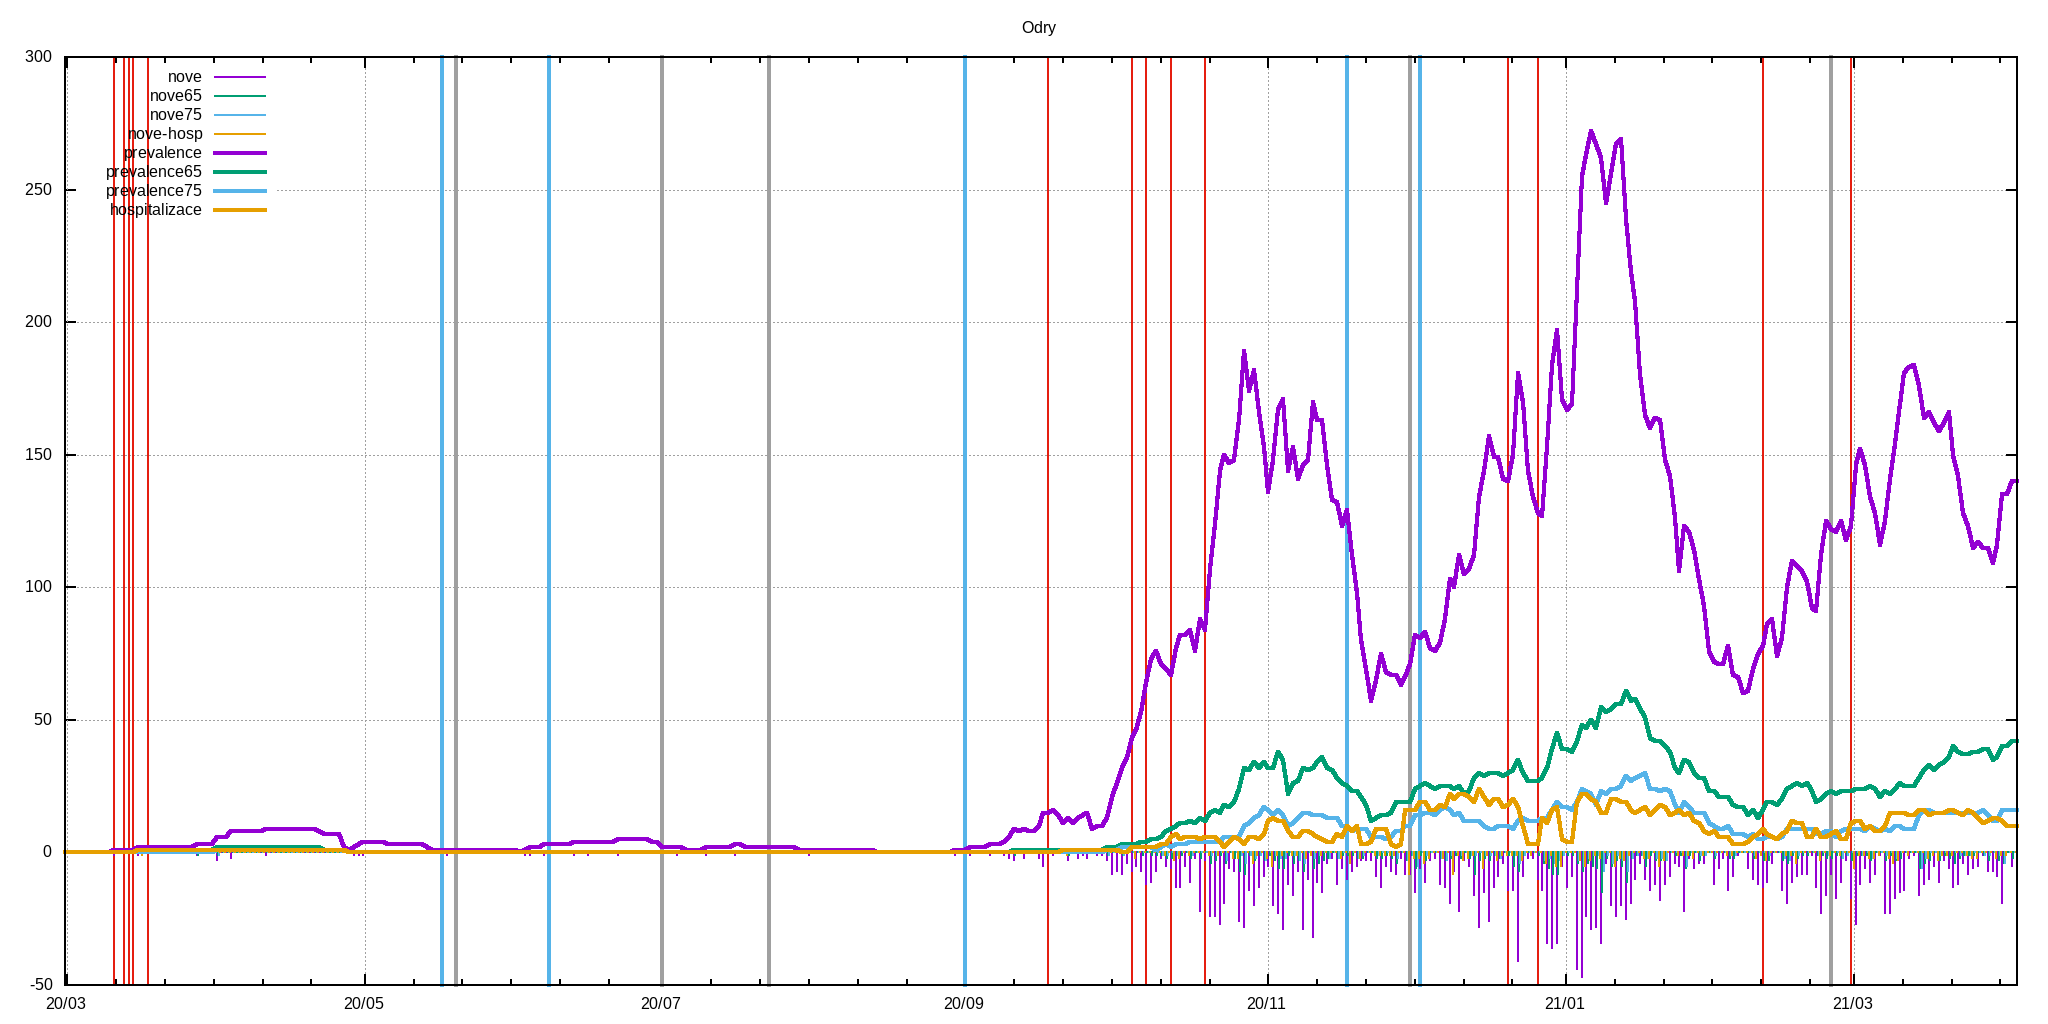 Odry
300
nove
nove65
nove75
nove-hosp
prevalence
prevalence65
prevalence75
hospitalizace
250
200
150
100
50
0
-50
20/03 20/05 20/07 20/09 20/11 21/01 21/03